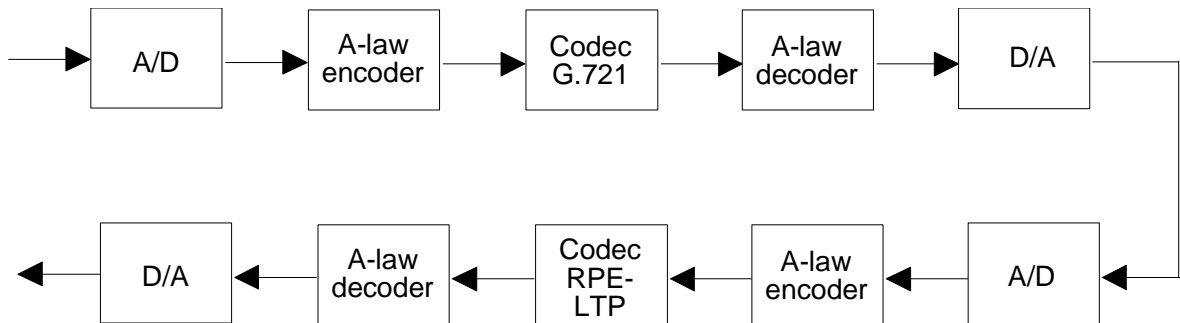 A/D
A-law
encoder
Codec
G.721
A-law
decoder
D/A
D/A
A-law
decoder
Codec
RPE-
LTP
A-law
encoder
A/D